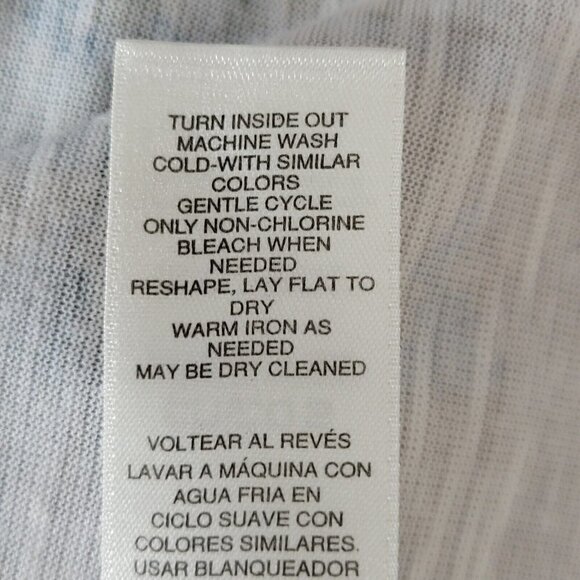 TURN INSIDE OUT
MACHINE WASH
COLD-WITH SIMILAR
COLORS
GENTLE CYCLE
ONLY NON-CHLORINE
BLEACH WHEN
NEEDED
RESHAPE, LAY FLAT TO
DRY
WARM IRON AS
NEEDED
MAY BE DRY CLEANED
VOLTEAR AL REVÉS
LAVAR A MÁQUINA CON
AGUA FRIA EN
CICLO SUAVE CON
COLORES SIMILARES.
USAR BLANQUEADOR